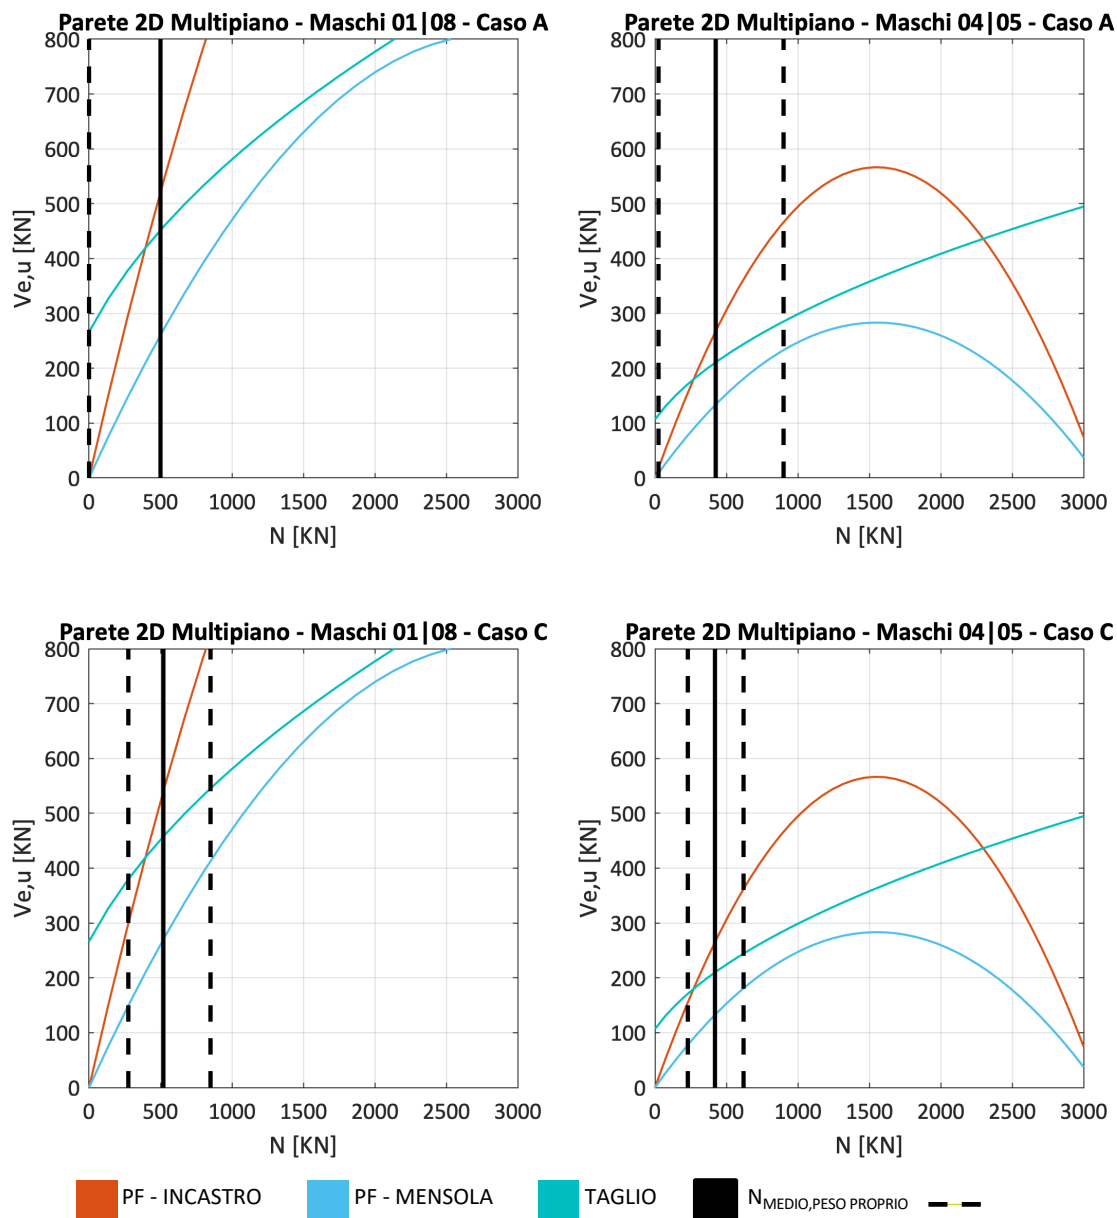 Parete 2D Multipiano - Maschi 01|08 - Caso A
800
700
600
500
400
300
200
100
0
Ve,u [KN]
0 500 1000 1500 2000 2500 3000
N [KN]
Parete 2D Multipiano - Maschi 04|05 - Caso A
800
700
600
500
400
300
200
100
0
Ve,u [KN]
0 500 1000 1500 2000 2500 3000
N [KN]
Parete 2D Multipiano - Maschi 01|08 - Caso C
800
700
600
500
400
300
200
100
0
Ve,u [KN]
0 500 1000 1500 2000 2500 3000
N [KN]
Parete 2D Multipiano - Maschi 04|05 - Caso C
800
700
600
500
400
300
200
100
0
Ve,u [KN]
0 500 1000 1500 2000 2500 3000
N [KN]
PF - INCASTRO PF - MENSOLA TAGLIO N MEDIO,PESO PROPRIO